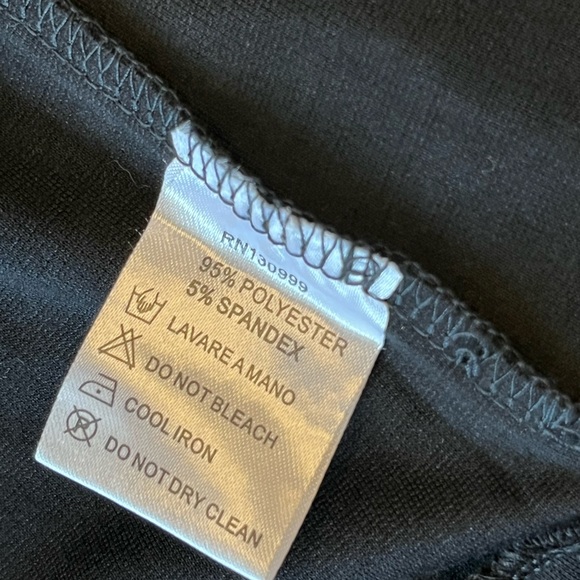 RN130999
95% POLYESTER
5% SPANDEX
LAVARE A MANO
DO NOT BLEACH
COOL IRON
DO NOT DRY CLEAN